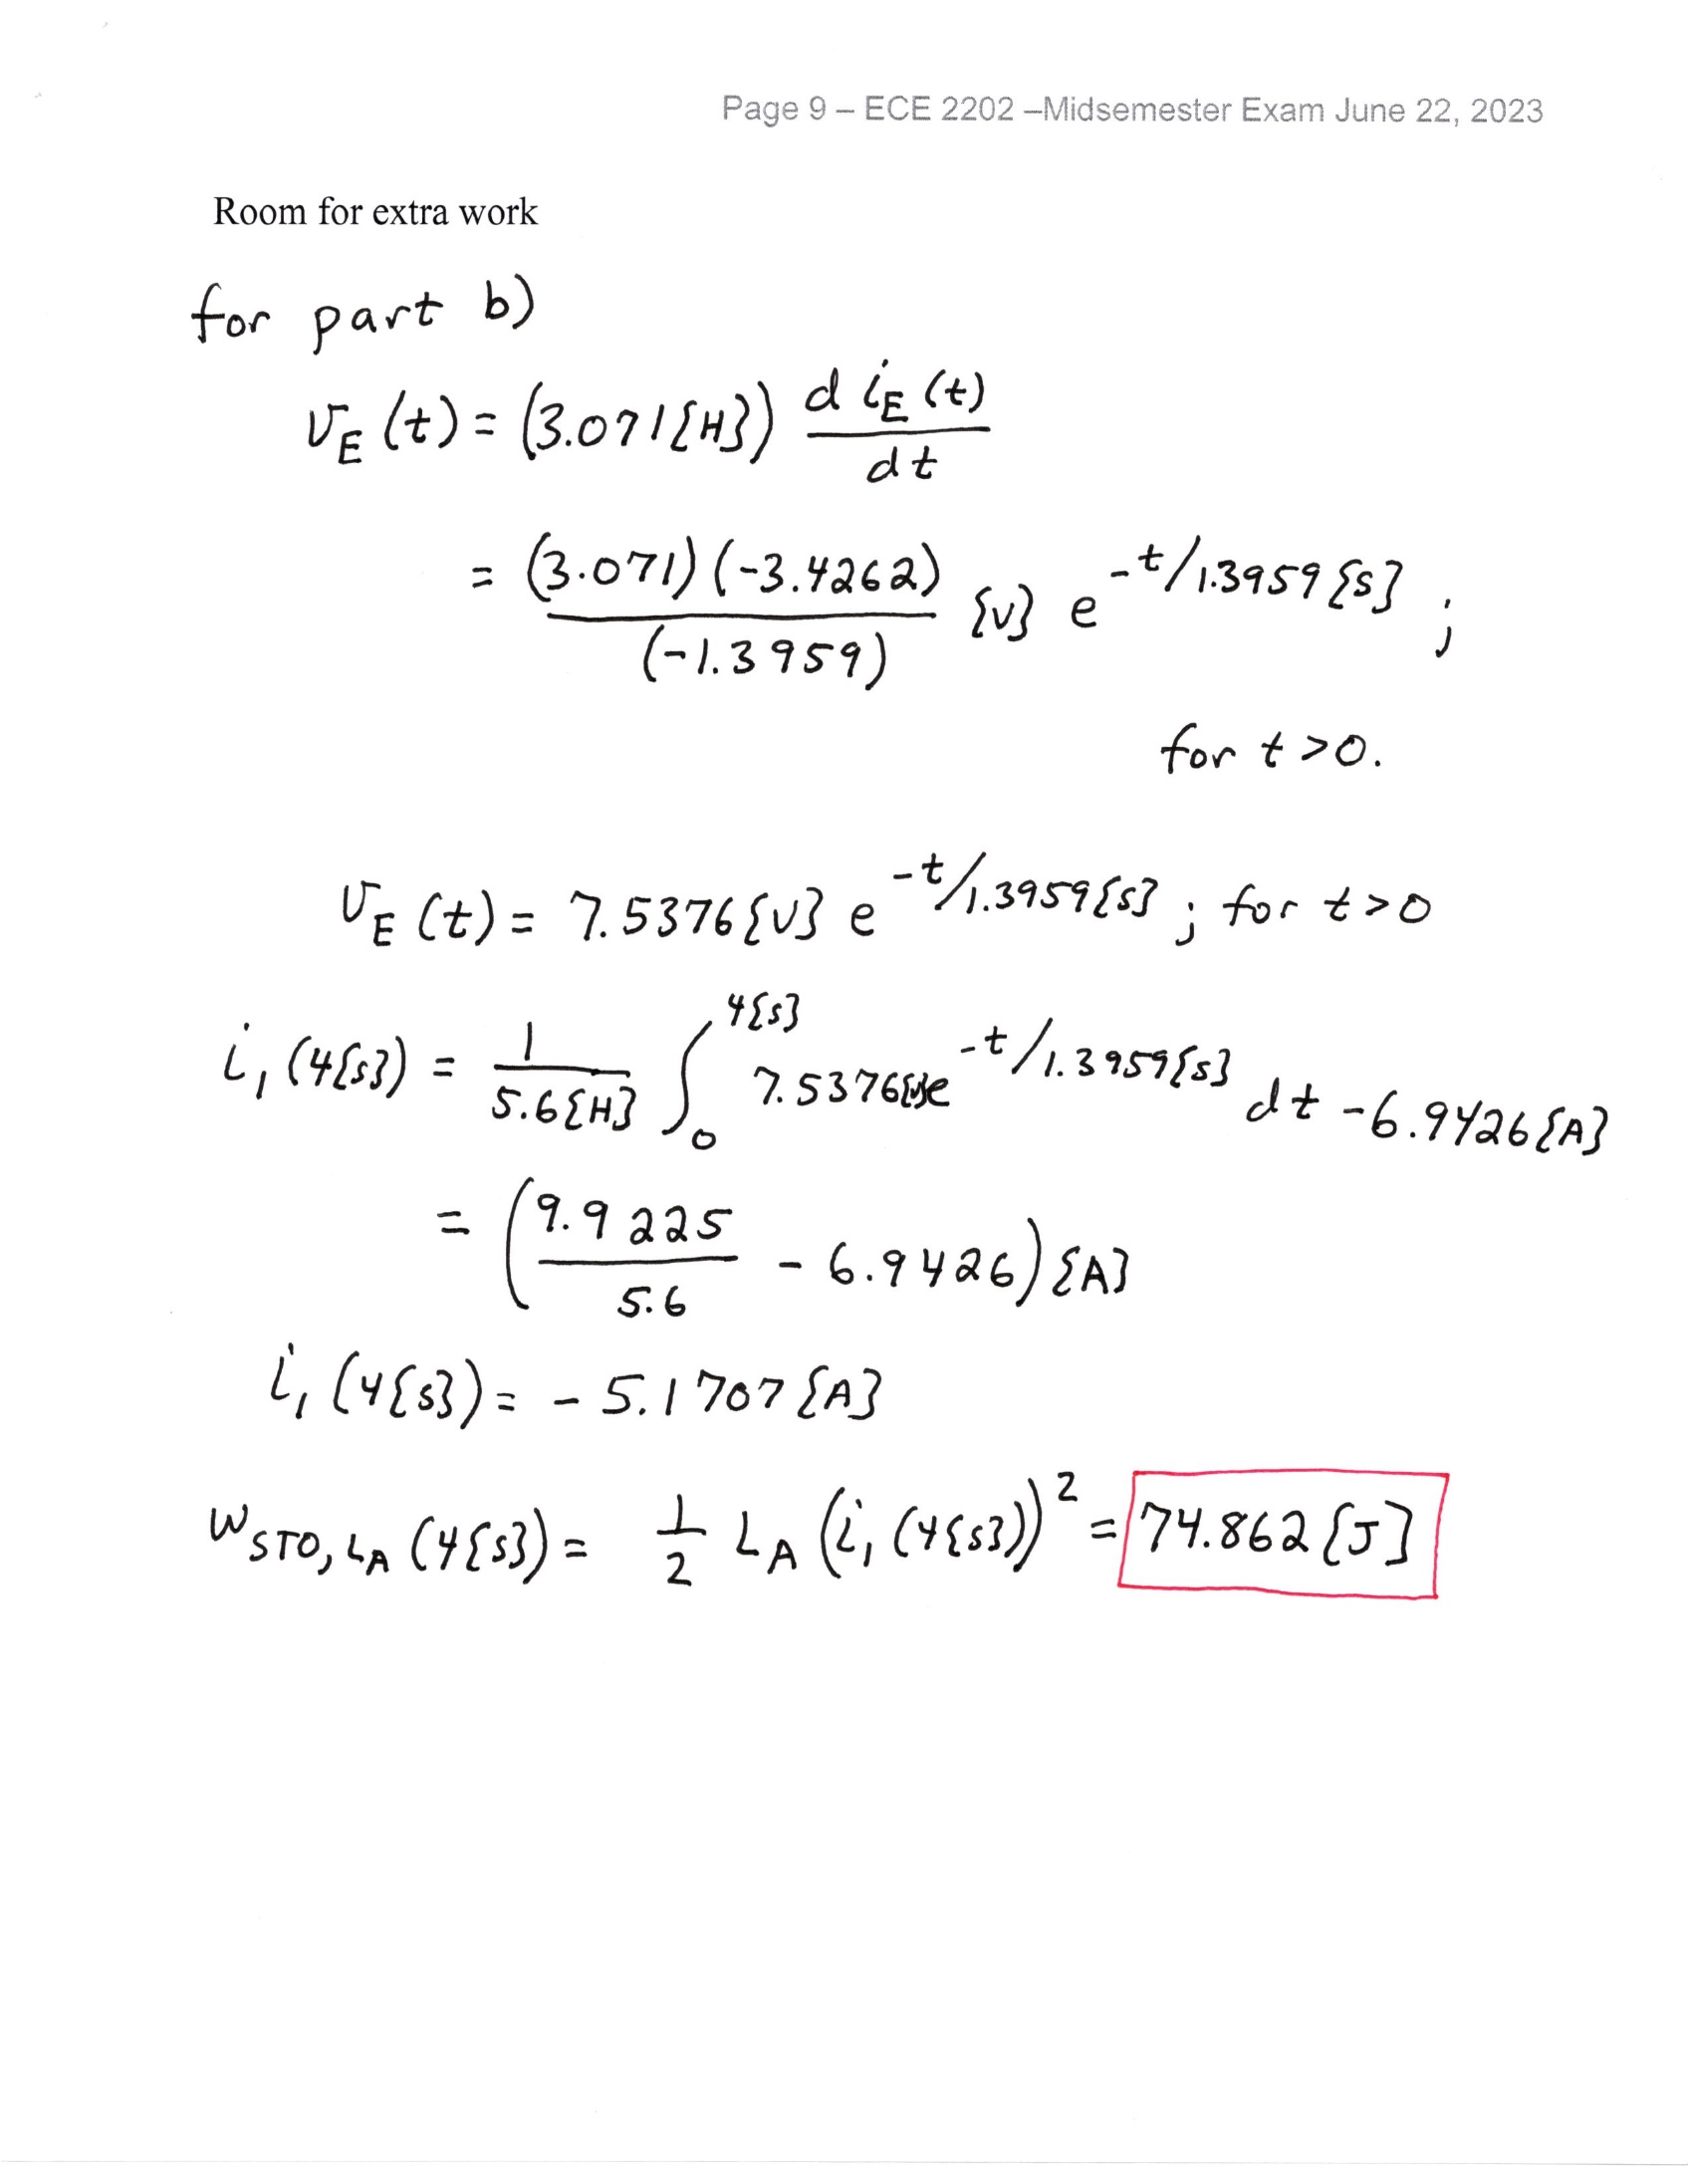 Page 9 – ECE 2202 –Midsemester Exam June 22, 2023
Room for extra work
for part b)
v_E (t) = (3.071{H}) d i_E (t) / dt
= (3.071)(-3.4262) / (-1.3959) {V} e^(-t/1.3959{s}) ;
for t >0.
v_E (t) = 7.5376{V} e^(-t/1.3959{s}) ; for t>0
i_1 (4{s}) = 1 / 5.6{H} ∫_0^4{s} 7.5376{V}e^(-t/1.3959{s}) dt -6.9426{A}
= (9.9225 / 5.6 - 6.9426) {A}
i_1 (4{s}) = - 5.1707 {A}
w_STO,LA (4{s}) = 1/2 L_A (i_1 (4{s}))^2 = 74.862 [J]